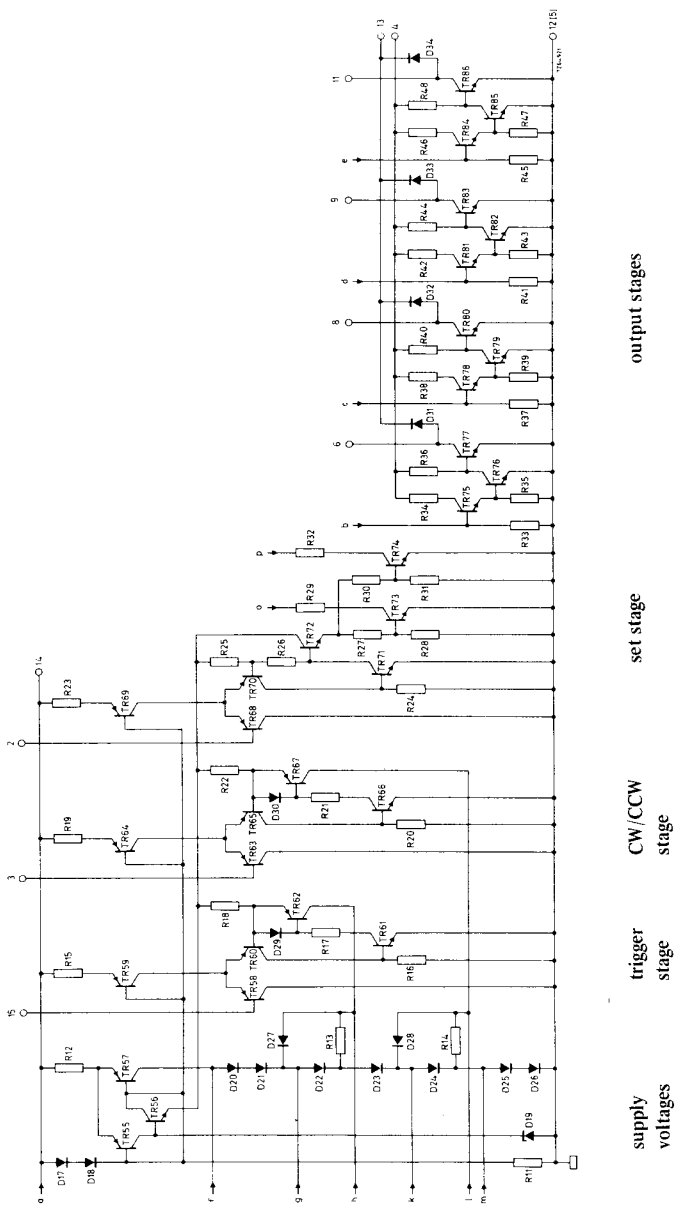 a
D17
D18
TR55
R12
TR56
TR57
f
D20
D21
D27
g
D22
R13
h
D23
D28
k
D24
R14
l
m
D25
D26
D19
R11
15
R15
TR59
TR58
TR60
R18
D29
TR62
R17
TR61
R16
3
R19
TR64
TR63
TR65
R22
D30
TR67
R21
TR66
R20
2
R23
14
TR69
TR68
TR70
R25
R26
TR72
TR71
R24
o
R29
p
R32
R27
R30
TR73
TR74
R28
R31
b
6
R34
R36
D31
TR75
TR77
TR76
R33
R35
c
8
R38
R40
D32
TR78
TR80
TR79
R37
R39
d
9
R42
R44
D33
TR81
TR83
TR82
R41
R43
e
11
R46
R48
D34
TR84
TR86
TR85
R45
R47
13
4
12(5)
supply
voltages
trigger
stage
CW/CCW
stage
set stage
output stages